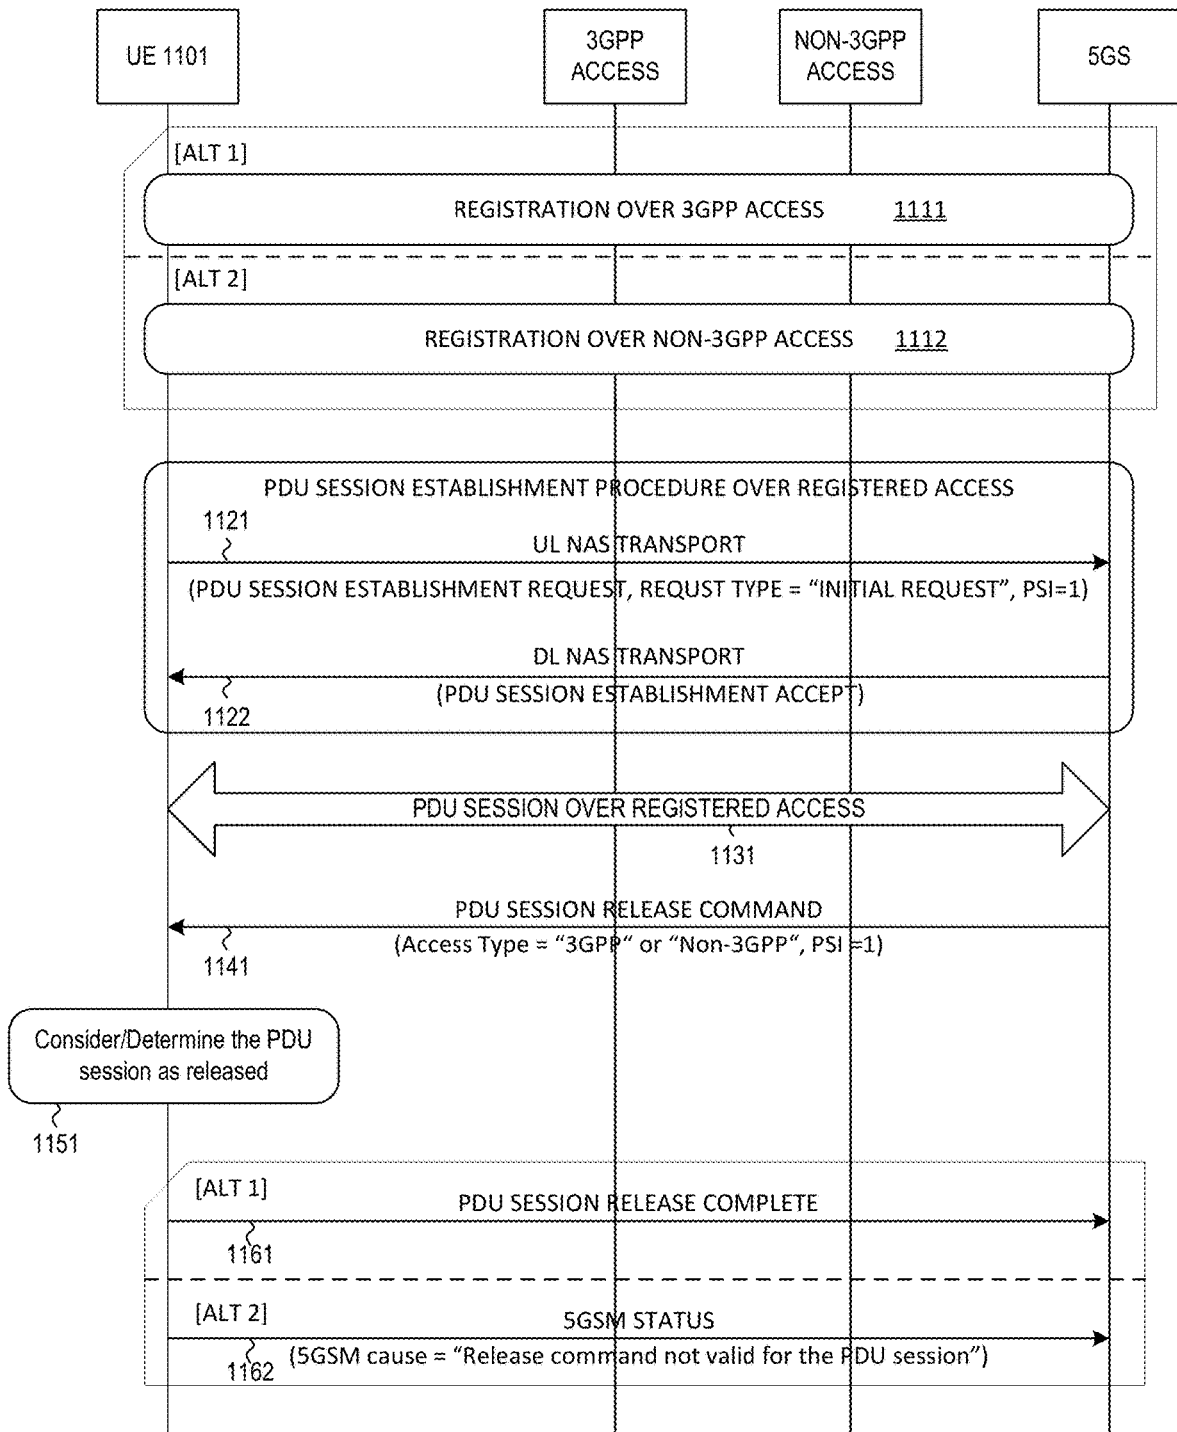 UE 1101
3GPP
ACCESS
NON-3GPP
ACCESS
5GS
[ALT 1]
REGISTRATION OVER 3GPP ACCESS 1111
[ALT 2]
REGISTRATION OVER NON-3GPP ACCESS 1112
PDU SESSION ESTABLISHMENT PROCEDURE OVER REGISTERED ACCESS
1121
UL NAS TRANSPORT
(PDU SESSION ESTABLISHMENT REQUEST, REQUST TYPE = “INITIAL REQUEST”, PSI=1)
DL NAS TRANSPORT
(PDU SESSION ESTABLISHMENT ACCEPT)
1122
PDU SESSION OVER REGISTERED ACCESS
1131
PDU SESSION RELEASE COMMAND
(Access Type = “3GPP“ or “Non-3GPP“, PSI =1)
1141
Consider/Determine the PDU
session as released
1151
[ALT 1]
PDU SESSION RELEASE COMPLETE
1161
[ALT 2]
5GSM STATUS
(5GSM cause = “Release command not valid for the PDU session”)
1162